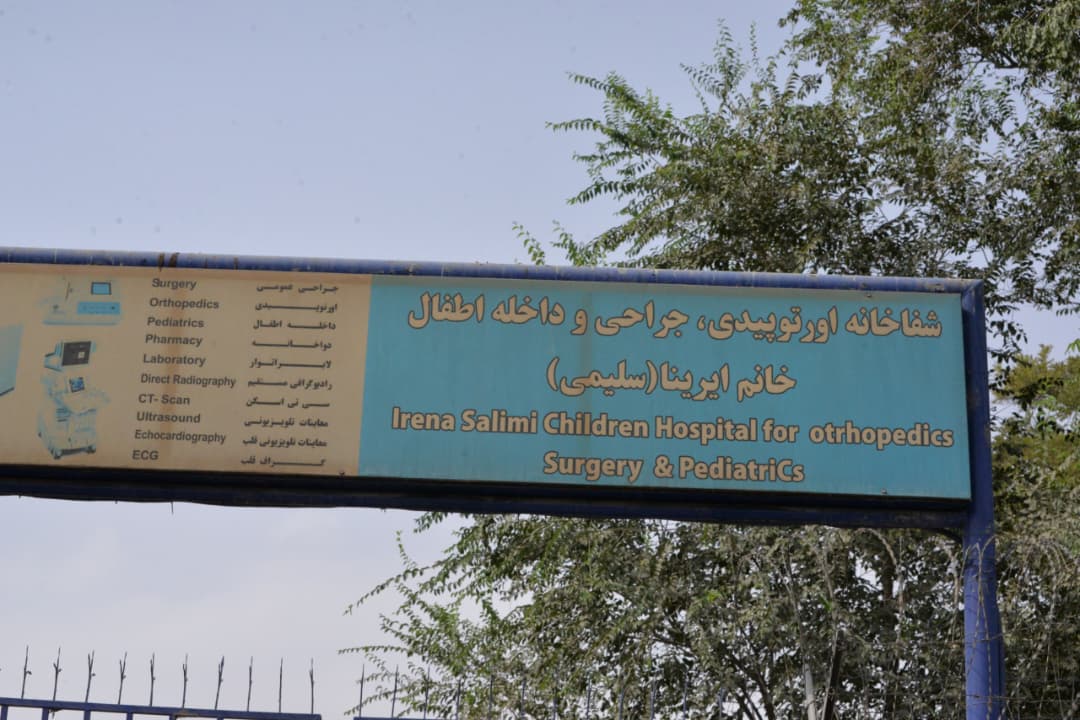 Surgery جراحی عمومی
Orthopedics اورتوپیدی
Pediatrics داخله اطفال
Pharmacy دواخانه
Laboratory لابراتوار
Direct Radiography رادیوگرافی مستقیم
CT- Scan سی تی اسکن
Ultrasound معاینات تلویزیونی
Echocardiography معاینات تلویزیونی قلب
ECG گراف قلب
شفاخانه اورتوپیدی، جراحی و داخله اطفال
خانم ایرینا(سلیمی)
Irena Salimi Children Hospital for otrhopedics
Surgery & PediatriCs